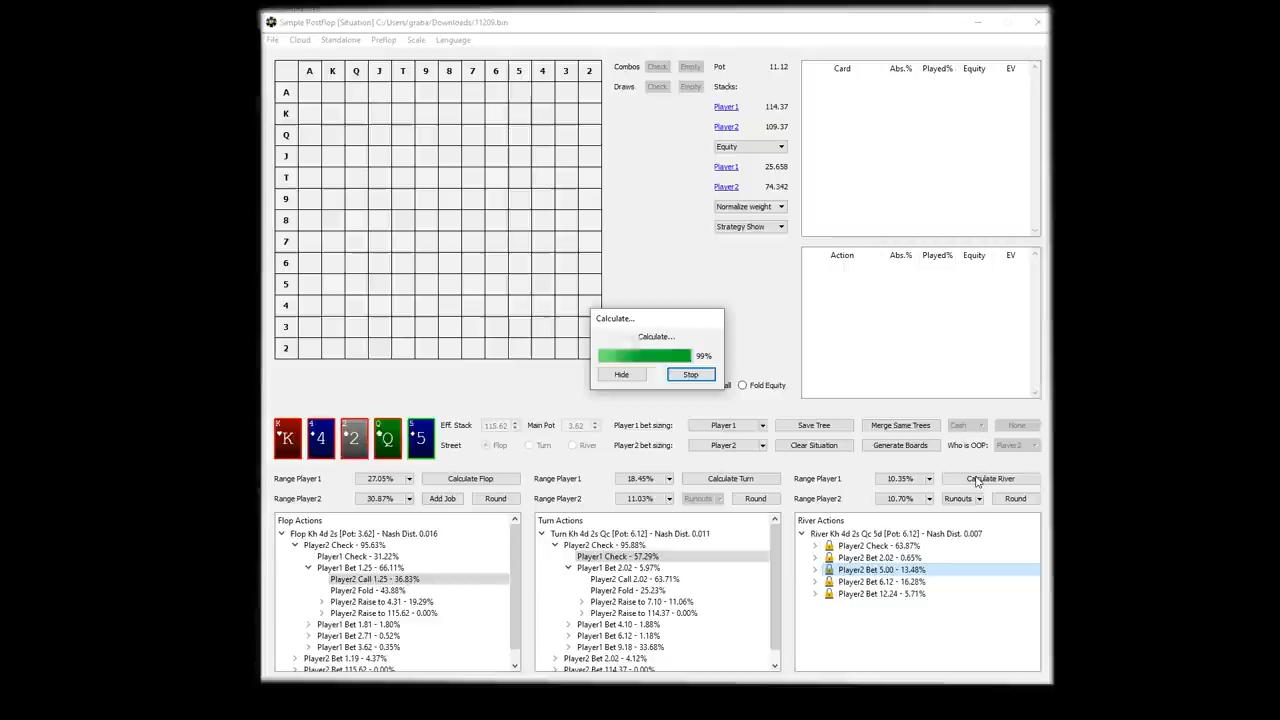 Simple Postflop [Situation] C:/Users/graba/Downloads/11209.bin
File Cloud Standalone Preflop Scale Language
A K Q J T 9 8 7 6 5 4 3 2
A
K
Q
J
T
9
8
7
6
5
4
3
2
Combos Check Empty Pot 11.12
Draws Check Empty Stacks:
Player1 114.37
Player2 109.37
Equity
Player1 25.658
Player2 74.342
Normalize weight
Strategy Show
Card Abs.% Played% Equity EV
Action Abs.% Played% Equity EV
Calculate...
Calculate...
99%
Hide Stop
all Fold Equity
K 4 2 Q 5
Eff. Stack 115.62 Main Pot 3.62 Player1 bet sizing: Player1 Save Tree Merge Same Trees Cash None
Street Flop Turn River Player2 bet sizing: Player2 Clear Situation Generate Boards Who is OOP: Player2
Range Player1 27.05% Calculate Flop
Range Player2 30.87% Add Job Round
Flop Actions
Flop Kh 4d 2s [Pot: 3.62] - Nash Dist. 0.016
Player2 Check - 95.63%
Player1 Check - 31.22%
Player1 Bet 1.25 - 66.11%
Player2 Call 1.25 - 36.83%
Player2 Fold - 43.88%
Player2 Raise to 4.31 - 19.29%
Player2 Raise to 115.62 - 0.00%
Player1 Bet 1.81 - 1.80%
Player1 Bet 2.71 - 0.52%
Player1 Bet 3.62 - 0.35%
Player2 Bet 1.19 - 4.37%
Player2 Bet 115.62 - 0.00%
Range Player1 18.45% Calculate Turn
Range Player2 11.03% Runouts Round
Turn Actions
Turn Kh 4d 2s Qc [Pot: 6.12] - Nash Dist. 0.011
Player2 Check - 95.88%
Player1 Check - 57.29%
Player1 Bet 2.02 - 5.97%
Player2 Call 2.02 - 63.71%
Player2 Fold - 25.23%
Player2 Raise to 7.10 - 11.06%
Player2 Raise to 114.37 - 0.00%
Player1 Bet 4.10 - 1.88%
Player1 Bet 6.12 - 1.18%
Player1 Bet 9.18 - 33.68%
Player2 Bet 2.02 - 4.12%
Player2 Bet 114.37 - 0.00%
Range Player1 10.35% Calculate River
Range Player2 10.70% Runouts Round
River Actions
River Kh 4d 2s Qc 5d [Pot: 6.12] - Nash Dist. 0.007
Player2 Check - 63.87%
Player2 Bet 2.02 - 0.65%
Player2 Bet 5.00 - 13.48%
Player2 Bet 6.12 - 16.28%
Player2 Bet 12.24 - 5.71%